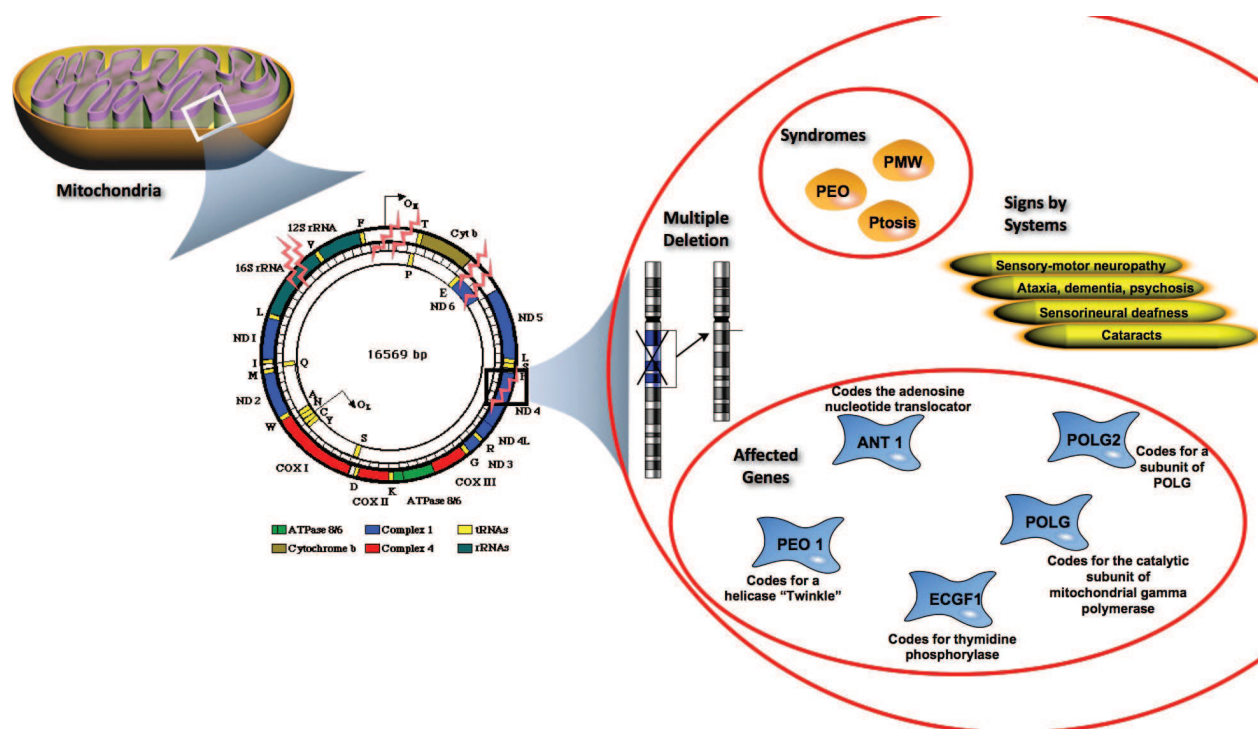 Mitochondria
Syndromes
PMW
PEO
Ptosis
Multiple
Deletion
Signs by
Systems
Sensory-motor neuropathy
Ataxia, dementia, psychosis
Sensorineural deafness
Cataracts
12S rRNA
16S rRNA
V
F
OH
T
Cyt b
P
E
ND 6
ND 5
L
ND 1
I
M
Q
ND 2
W
A
N
C
Y
OL
16569 bp
L
S
H
ND 4
R
ND 4L
G
ND 3
COX III
ATPase 8/6
K
COX II
D
S
COX I
ATPase 8/6
Complex 1
tRNAs
Cytochrome b
Complex 4
rRNAs
Affected
Genes
Codes the adenosine
nucleotide translocator
ANT 1
POLG2
Codes for a
subunit of
POLG
POLG
Codes for the catalytic
subunit of
mitochondrial gamma
polymerase
PEO 1
Codes for a
helicase “Twinkle”
ECGF1
Codes for thymidine
phosphorylase